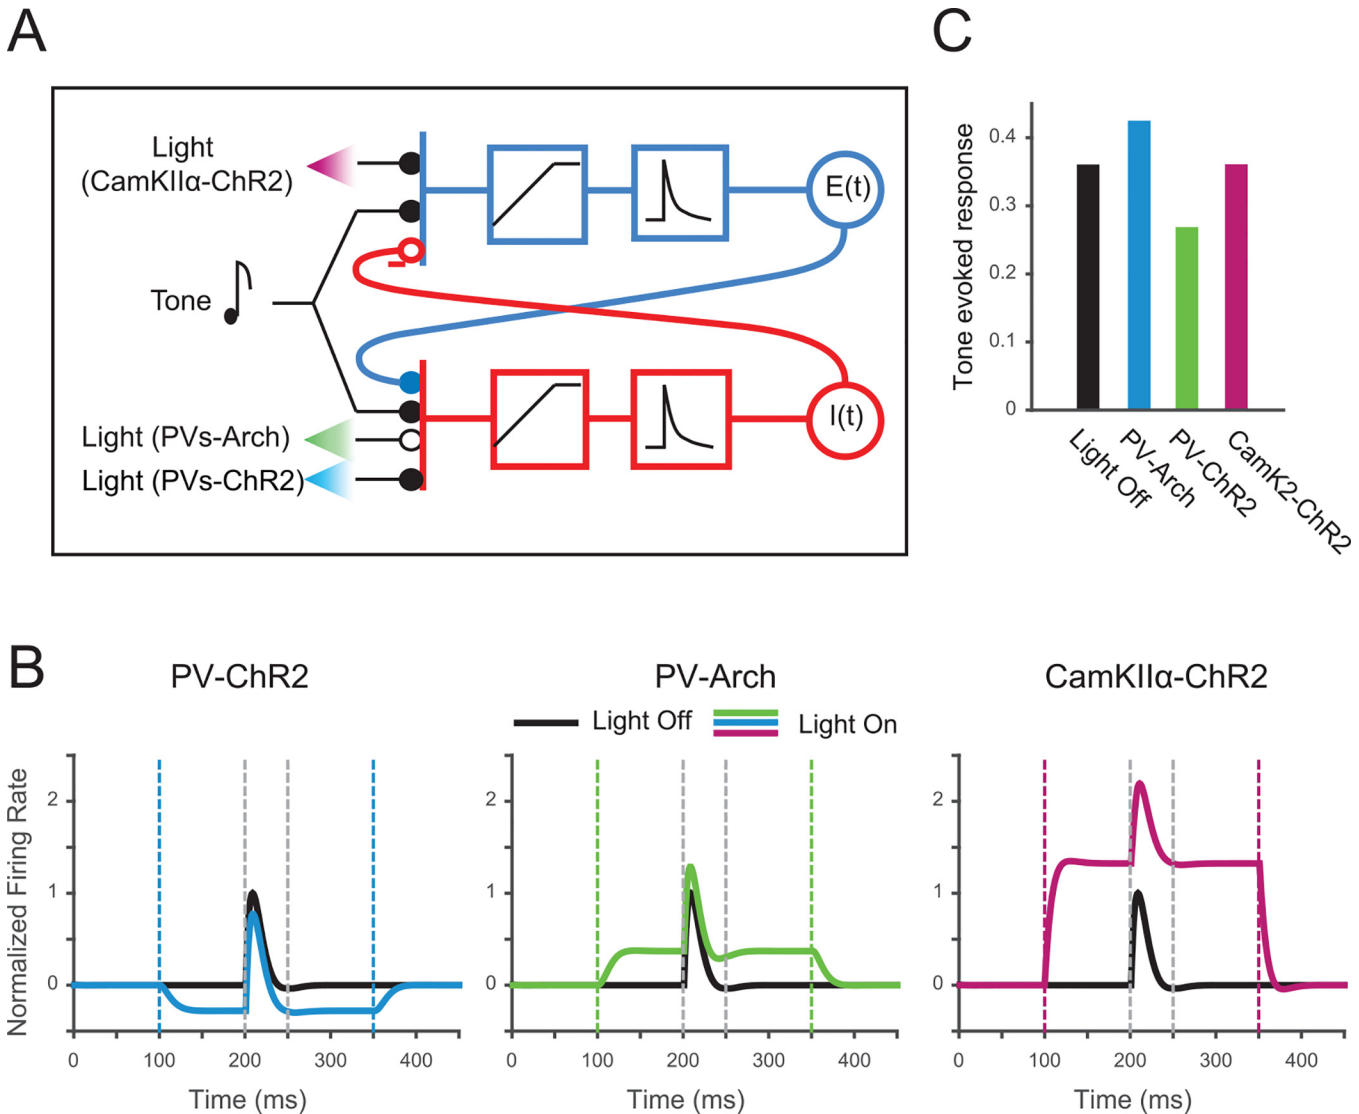 A
Light
(CamKIIα-ChR2)
Tone
Light (PVs-Arch)
Light (PVs-ChR2)
E(t)
I(t)
C
Tone evoked response
0.4
0.3
0.2
0.1
0
Light Off
PV-Arch
PV-ChR2
CamK2-ChR2
B
PV-ChR2
PV-Arch
CamKIIα-ChR2
Light Off
Light On
Normalized Firing Rate
2
1
0
0 100 200 300 400
Time (ms)
0 100 200 300 400
Time (ms)
2
1
0
0 100 200 300 400
Time (ms)